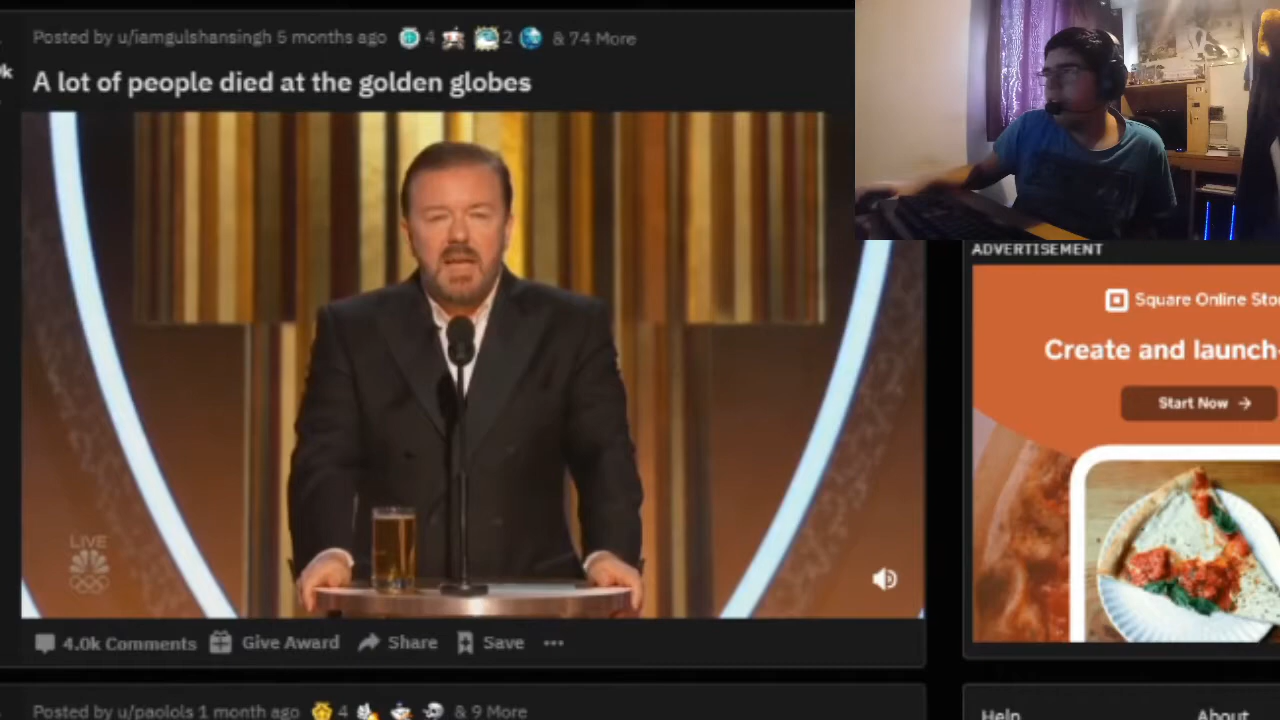 Posted by u/iamgulshansingh 5 months ago 4 2 & 74 More
A lot of people died at the golden globes
LIVE
4.0k Comments Give Award Share Save
ADVERTISEMENT
Square Online Sto
Create and launch-
Start Now →
Posted by u/paolols 1 month ago 4 & 9 More
Help About